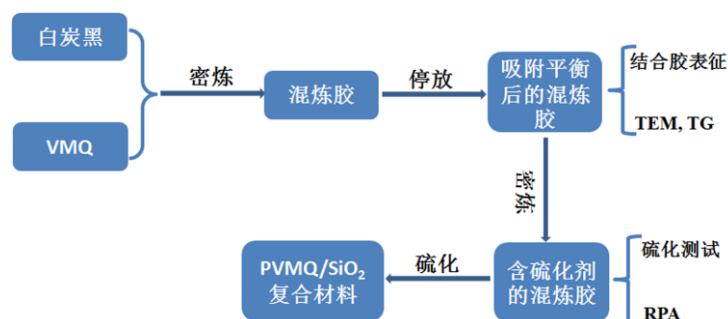 白炭黑
VMQ
密炼
混炼胶
停放
吸附平衡
后的混炼
胶
结合胶表征
TEM, TG
密炼
含硫化剂
的混炼胶
硫化测试
RPA
硫化
PVMQ/SiO₂
复合材料